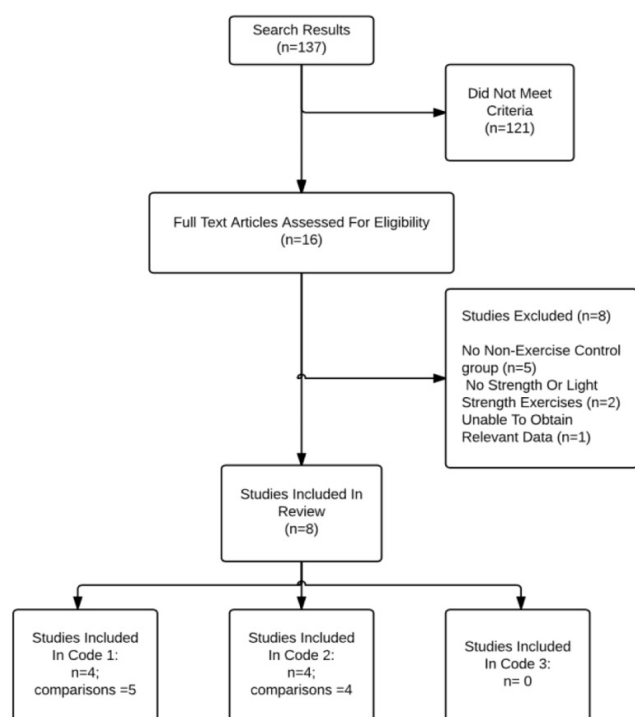 Search Results
(n=137)
Did Not Meet
Criteria
(n=121)
Full Text Articles Assessed For Eligibility
(n=16)
Studies Excluded (n=8)
No Non-Exercise Control
group (n=5)
No Strength Or Light
Strength Exercises (n=2)
Unable To Obtain
Relevant Data (n=1)
Studies Included In
Review
(n=8)
Studies Included
In Code 1:
n=4;
comparisons =5
Studies Included
In Code 2:
n=4;
comparisons =4
Studies Included
In Code 3:
n= 0